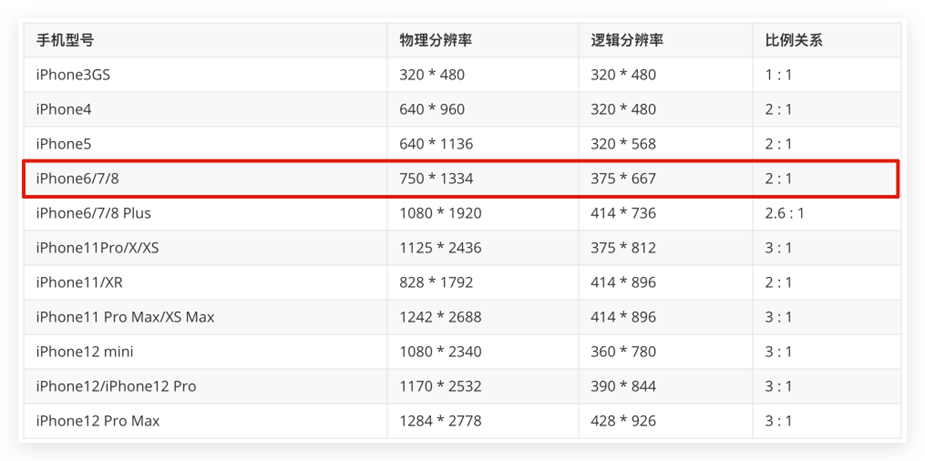 手机型号 物理分辨率 逻辑分辨率 比例关系
iPhone3GS 320 * 480 320 * 480 1 : 1
iPhone4 640 * 960 320 * 480 2 : 1
iPhone5 640 * 1136 320 * 568 2 : 1
iPhone6/7/8 750 * 1334 375 * 667 2 : 1
iPhone6/7/8 Plus 1080 * 1920 414 * 736 2.6 : 1
iPhone11Pro/X/XS 1125 * 2436 375 * 812 3 : 1
iPhone11/XR 828 * 1792 414 * 896 2 : 1
iPhone11 Pro Max/XS Max 1242 * 2688 414 * 896 3 : 1
iPhone12 mini 1080 * 2340 360 * 780 3 : 1
iPhone12/iPhone12 Pro 1170 * 2532 390 * 844 3 : 1
iPhone12 Pro Max 1284 * 2778 428 * 926 3 : 1